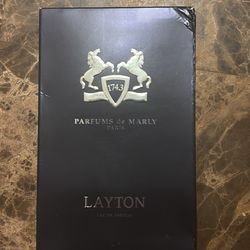 1743
PARFUMS de MARLY
PARIS
LAYTON
EAU DE PARFUM